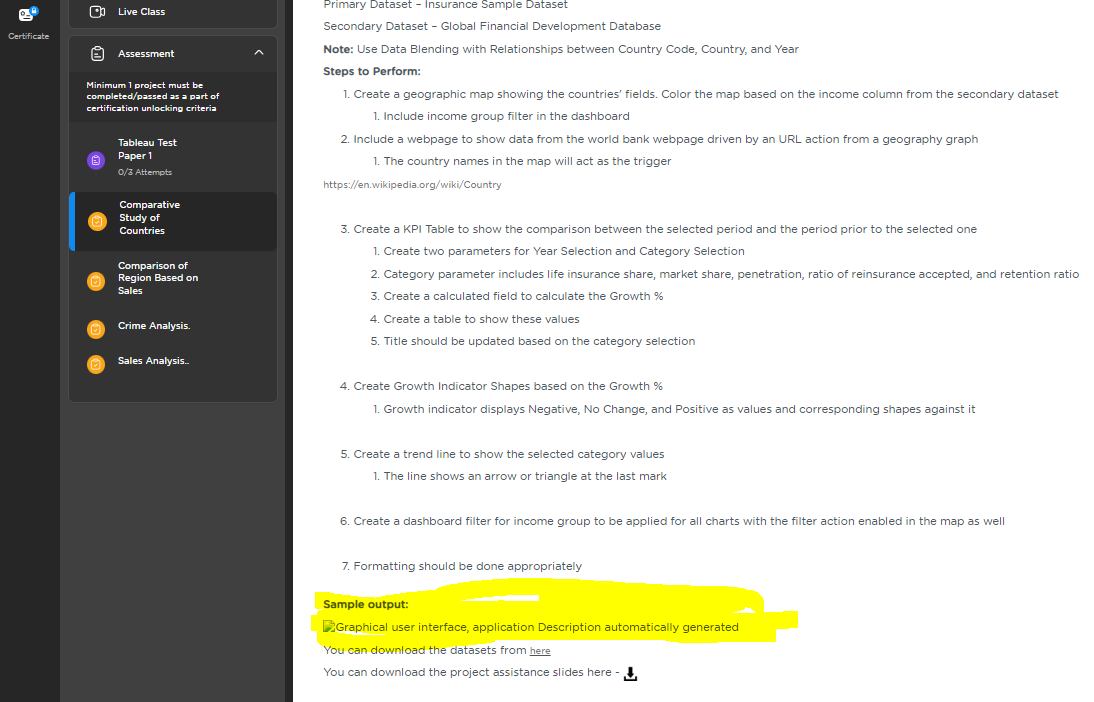 Certificate
Live Class
Assessment
Minimum 1 project must be
completed/passed as a part of
certification unlocking criteria
Tableau Test
Paper 1
0/3 Attempts
Comparative
Study of
Countries
Comparison of
Region Based on
Sales
Crime Analysis.
Sales Analysis..
Primary Dataset – Insurance Sample Dataset
Secondary Dataset – Global Financial Development Database
Note: Use Data Blending with Relationships between Country Code, Country, and Year
Steps to Perform:
1. Create a geographic map showing the countries' fields. Color the map based on the income column from the secondary dataset
1. Include income group filter in the dashboard
2. Include a webpage to show data from the world bank webpage driven by an URL action from a geography graph
1. The country names in the map will act as the trigger
https://en.wikipedia.org/wiki/Country
3. Create a KPI Table to show the comparison between the selected period and the period prior to the selected one
1. Create two parameters for Year Selection and Category Selection
2. Category parameter includes life insurance share, market share, penetration, ratio of reinsurance accepted, and retention ratio
3. Create a calculated field to calculate the Growth %
4. Create a table to show these values
5. Title should be updated based on the category selection
4. Create Growth Indicator Shapes based on the Growth %
1. Growth indicator displays Negative, No Change, and Positive as values and corresponding shapes against it
5. Create a trend line to show the selected category values
1. The line shows an arrow or triangle at the last mark
6. Create a dashboard filter for income group to be applied for all charts with the filter action enabled in the map as well
7. Formatting should be done appropriately
Sample output:
Graphical user interface, application Description automatically generated
You can download the datasets from here
You can download the project assistance slides here -